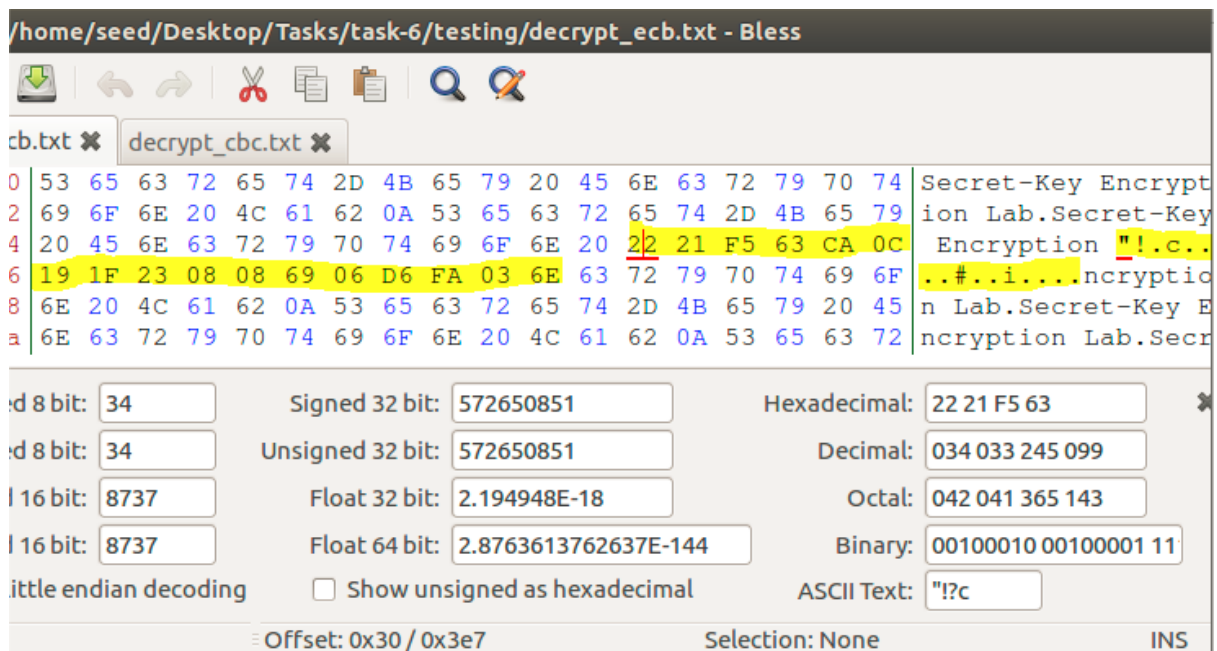 /home/seed/Desktop/Tasks/task-6/testing/decrypt_ecb.txt - Bless
cb.txt ✖ decrypt_cbc.txt ✖
0 53 65 63 72 65 74 2D 4B 65 79 20 45 6E 63 72 79 70 74 Secret-Key Encrypt
2 69 6F 6E 20 4C 61 62 0A 53 65 63 72 65 74 2D 4B 65 79 ion Lab.Secret-Key
4 20 45 6E 63 72 79 70 74 69 6F 6E 20 22 21 F5 63 CA 0C Encryption "!.c..
6 19 1F 23 08 08 69 06 D6 FA 03 6E 63 72 79 70 74 69 6F ..#..i....ncryptio
8 6E 20 4C 61 62 0A 53 65 63 72 65 74 2D 4B 65 79 20 45 n Lab.Secret-Key E
a 6E 63 72 79 70 74 69 6F 6E 20 4C 61 62 0A 53 65 63 72 ncryption Lab.Secr
ed 8 bit: 34 Signed 32 bit: 572650851 Hexadecimal: 22 21 F5 63 ✖
ed 8 bit: 34 Unsigned 32 bit: 572650851 Decimal: 034 033 245 099
d 16 bit: 8737 Float 32 bit: 2.194948E-18 Octal: 042 041 365 143
d 16 bit: 8737 Float 64 bit: 2.8763613762637E-144 Binary: 00100010 00100001 11
ittle endian decoding Show unsigned as hexadecimal ASCII Text: "!?c
Offset: 0x30 / 0x3e7 Selection: None INS